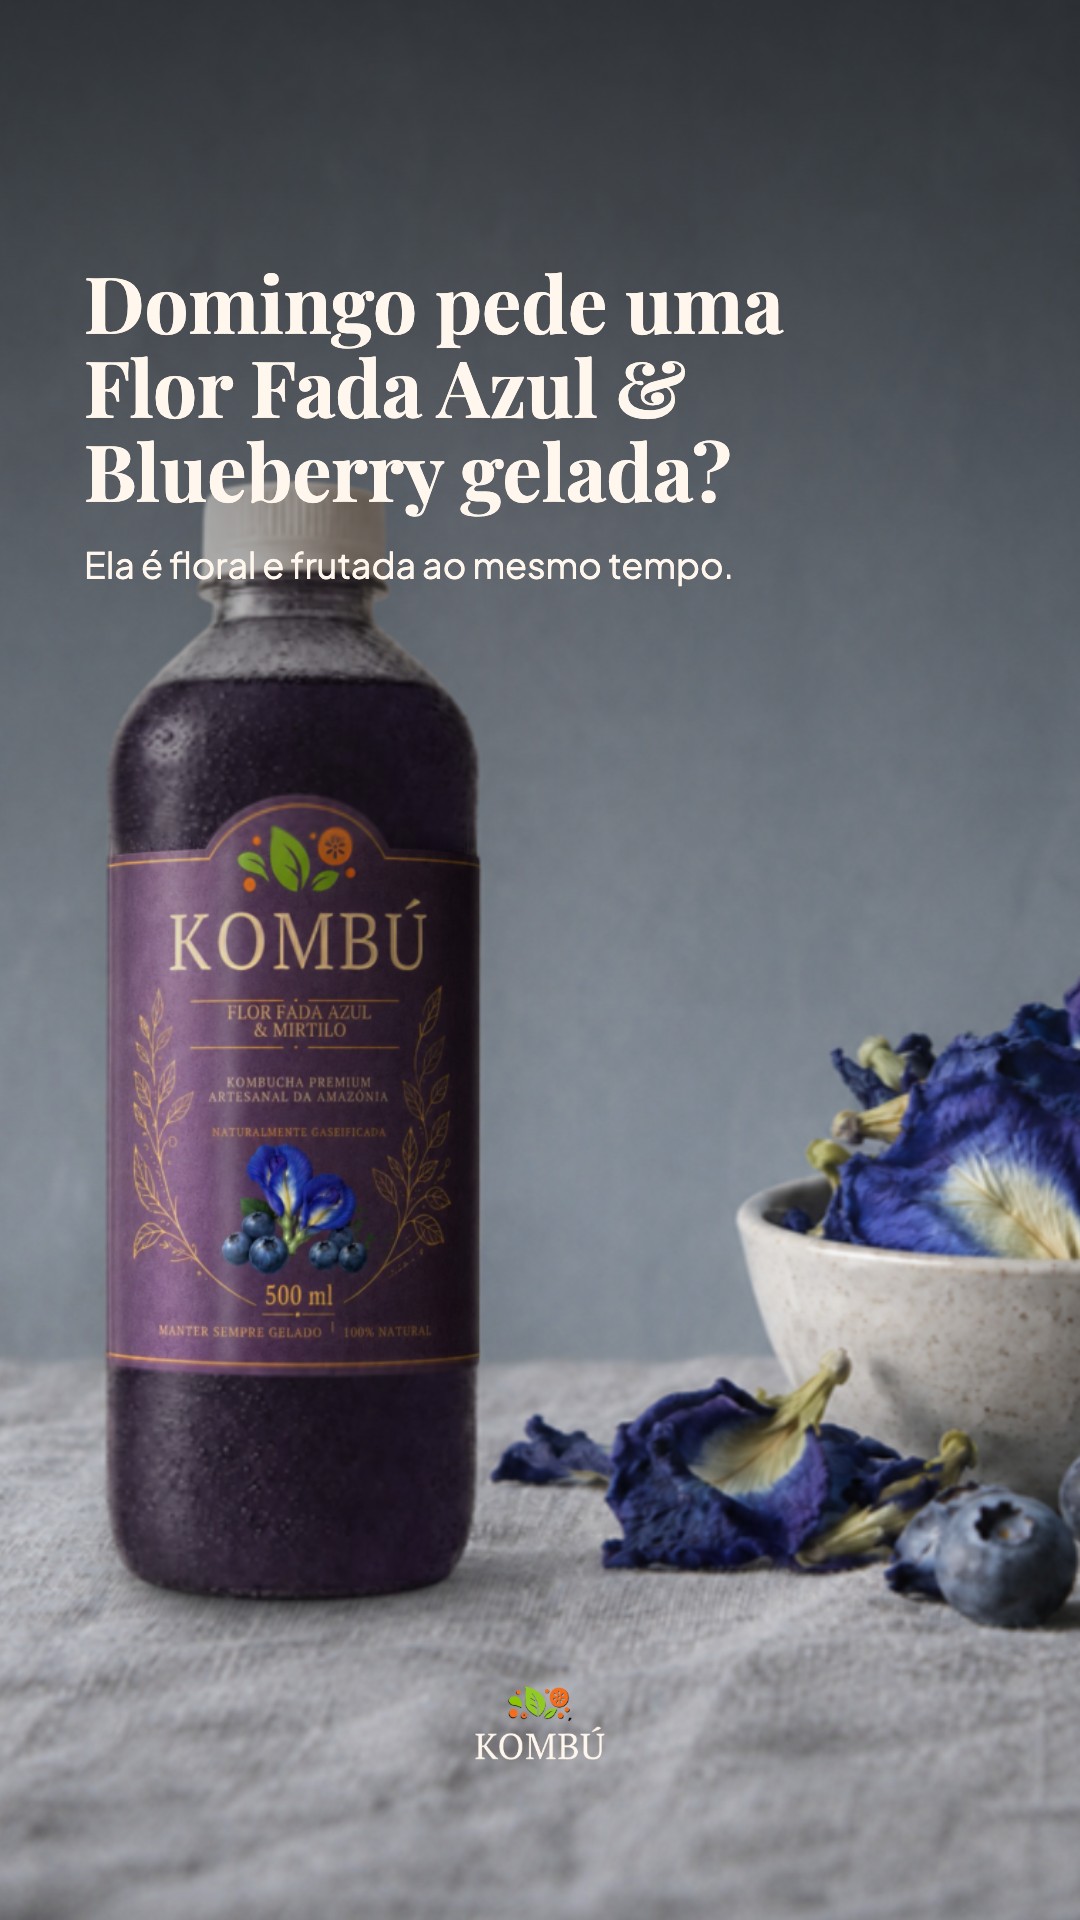 Domingo pede uma
Flor Fada Azul &
Blueberry gelada?
Ela é floral e frutada ao mesmo tempo.
KOMBÚ
FLOR FADA AZUL
& MIRTILO
KOMBUCHA PREMIUM
ARTESANAL DA AMAZÔNIA
NATURALMENTE GASEIFICADA
500 ml
MANTER SEMPRE GELADO | 100% NATURAL
KOMBÚ